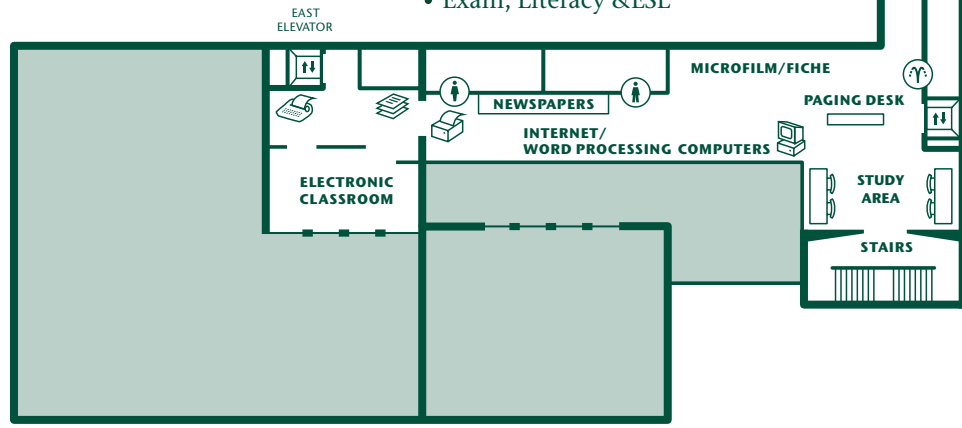 • Exam, Literacy &ESL
EAST
ELEVATOR
MICROFILM/FICHE
NEWSPAPERS
PAGING DESK
INTERNET/
WORD PROCESSING COMPUTERS
ELECTRONIC
CLASSROOM
STUDY
AREA
STAIRS